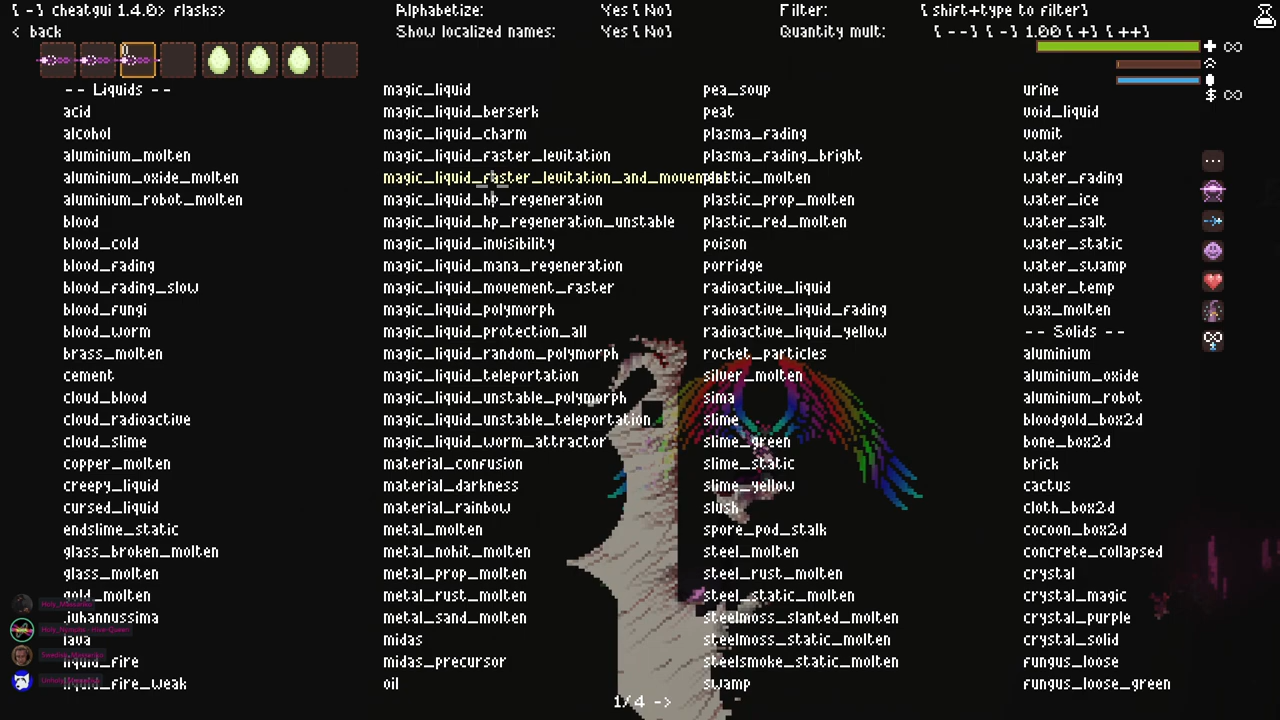 [-] cheatgui 1.4.0> flasks>
Alphabetize: Yes [No]
Filter: [shift+type to filter]
< back
Show localized names: Yes [No]
Quantity mult: [--] [-] 1.00 [+] [++]
-- Liquids --
acid
alcohol
aluminium_molten
aluminium_oxide_molten
aluminium_robot_molten
blood
blood_cold
blood_fading
blood_fading_slow
blood_fungi
blood_worm
brass_molten
cement
cloud_blood
cloud_radioactive
cloud_slime
copper_molten
creepy_liquid
cursed_liquid
endslime_static
glass_broken_molten
glass_molten
gold_molten
juhannussima
lava
liquid_fire
liquid_fire_weak
magic_liquid
magic_liquid_berserk
magic_liquid_charm
magic_liquid_faster_levitation
magic_liquid_faster_levitation_and_movement
magic_liquid_hp_regeneration
magic_liquid_hp_regeneration_unstable
magic_liquid_invisibility
magic_liquid_mana_regeneration
magic_liquid_movement_faster
magic_liquid_polymorph
magic_liquid_protection_all
magic_liquid_random_polymorph
magic_liquid_teleportation
magic_liquid_unstable_polymorph
magic_liquid_unstable_teleportation
magic_liquid_worm_attractor
material_confusion
material_darkness
material_rainbow
metal_molten
metal_nohit_molten
metal_prop_molten
metal_rust_molten
metal_sand_molten
midas
midas_precursor
oil
pea_soup
peat
plasma_fading
plasma_fading_bright
plastic_molten
plastic_prop_molten
plastic_red_molten
poison
porridge
radioactive_liquid
radioactive_liquid_fading
radioactive_liquid_yellow
rocket_particles
silver_molten
sima
slime
slime_green
slime_static
slime_yellow
slush
spore_pod_stalk
steel_molten
steel_rust_molten
steel_static_molten
steelmoss_slanted_molten
steelmoss_static_molten
steelsmoke_static_molten
swamp
urine
void_liquid
vomit
water
water_fading
water_ice
water_salt
water_static
water_swamp
water_temp
wax_molten
-- Solids --
aluminium
aluminium_oxide
aluminium_robot
bloodgold_box2d
bone_box2d
brick
cactus
cloth_box2d
cocoon_box2d
concrete_collapsed
crystal
crystal_magic
crystal_purple
crystal_solid
fungus_loose
fungus_loose_green
1/4 ->
∞
$ ∞